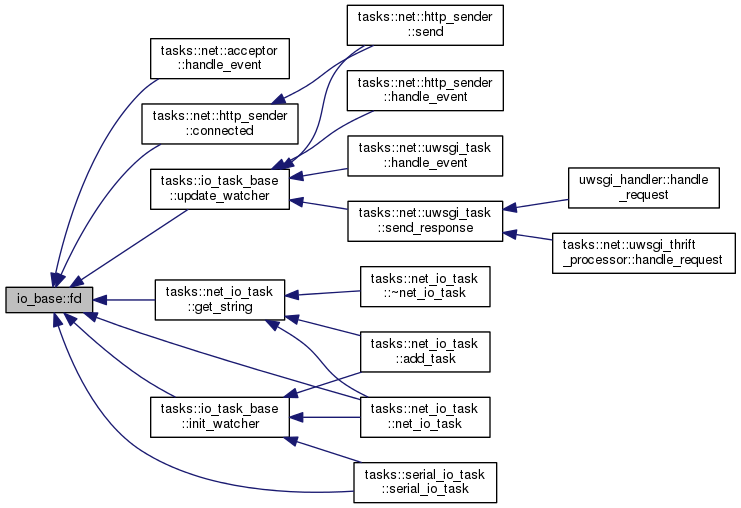 io_base::fd
tasks::net::acceptor
::handle_event
tasks::net::http_sender
::connected
tasks::io_task_base
::update_watcher
tasks::net_io_task
::get_string
tasks::io_task_base
::init_watcher
tasks::net::http_sender
::send
tasks::net::http_sender
::handle_event
tasks::net::uwsgi_task
::handle_event
tasks::net::uwsgi_task
::send_response
tasks::net_io_task
::~net_io_task
tasks::net_io_task
::add_task
tasks::net_io_task
::net_io_task
tasks::serial_io_task
::serial_io_task
uwsgi_handler::handle
_request
tasks::net::uwsgi_thrift
_processor::handle_request